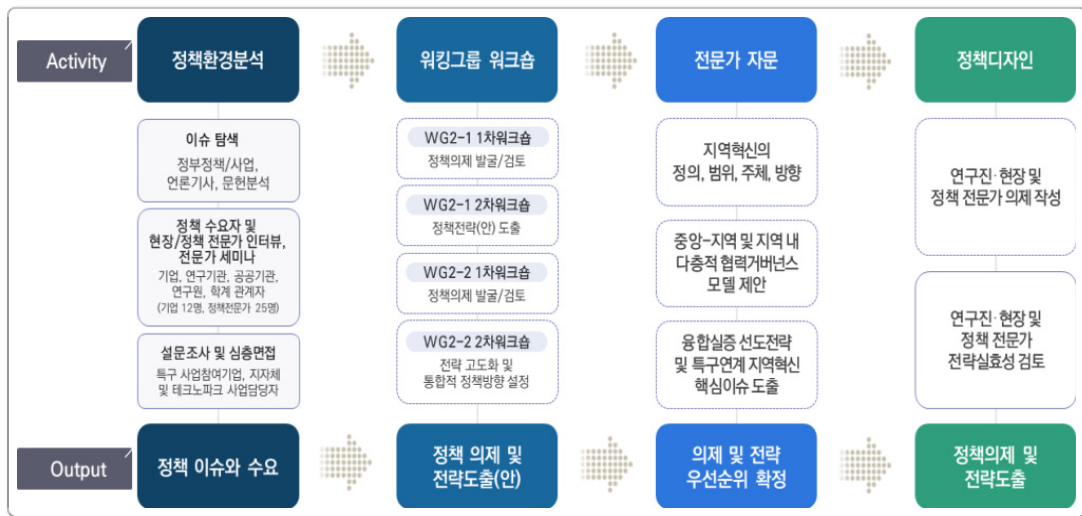 Activity
정책환경분석
워킹그룹 워크숍
전문가 자문
정책디자인
이슈 탐색
정부정책/사업,
언론기사, 문헌분석
정책 수요자 및
현장/정책 전문가 인터뷰,
전문가 세미나
기업, 연구기관, 공공기관,
연구원, 학계 관계자
(기업 12명, 정책전문가 25명)
설문조사 및 심층면접
특구 사업참여기업, 지자체
및 테크노파크 사업담당자
WG2-1 1차워크숍
정책의제 발굴/검토
WG2-1 2차워크숍
정책전략(안) 도출
WG2-2 1차워크숍
정책의제 발굴/검토
WG2-2 2차워크숍
전략 고도화 및
통합적 정책방향 설정
지역혁신의
정의, 범위, 주체, 방향
중앙-지역 및 지역 내
다층적 협력거버넌스
모델 제안
융합실증 선도전략
및 특구연계 지역혁신
핵심이슈 도출
연구진·현장 및
정책 전문가 의제 작성
연구진·현장 및
정책 전문가
전략실효성 검토
Output
정책 이슈와 수요
정책 의제 및
전략도출(안)
의제 및 전략
우선순위 확정
정책의제 및
전략도출